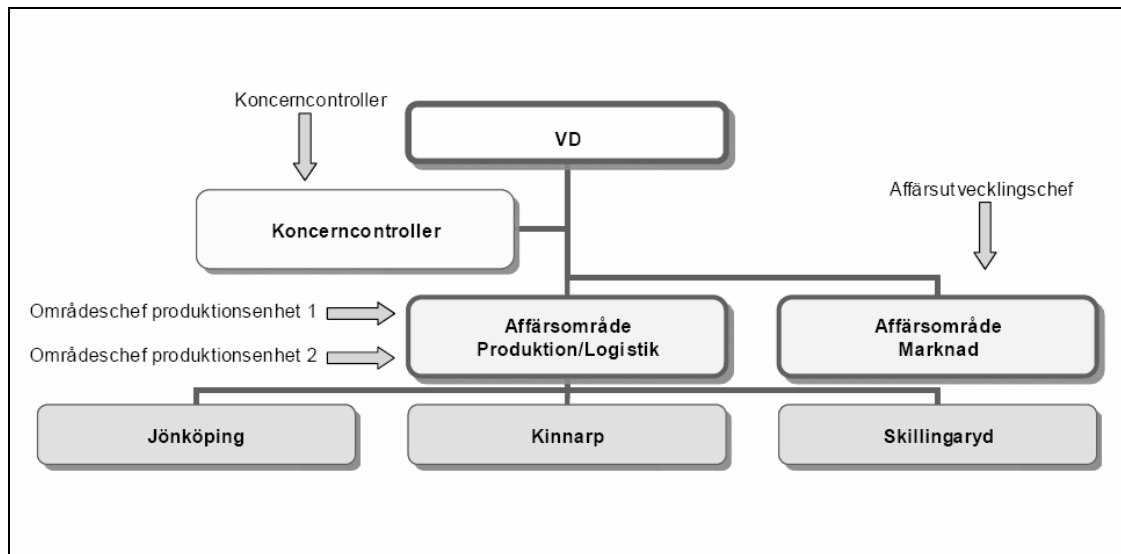 Koncerncontroller
VD
Affärsutvecklingschef
Koncerncontroller
Områdeschef produktionsenhet 1
Affärsområde
Produktion/Logistik
Affärsområde
Marknad
Områdeschef produktionsenhet 2
Jönköping
Kinnarp
Skillingaryd